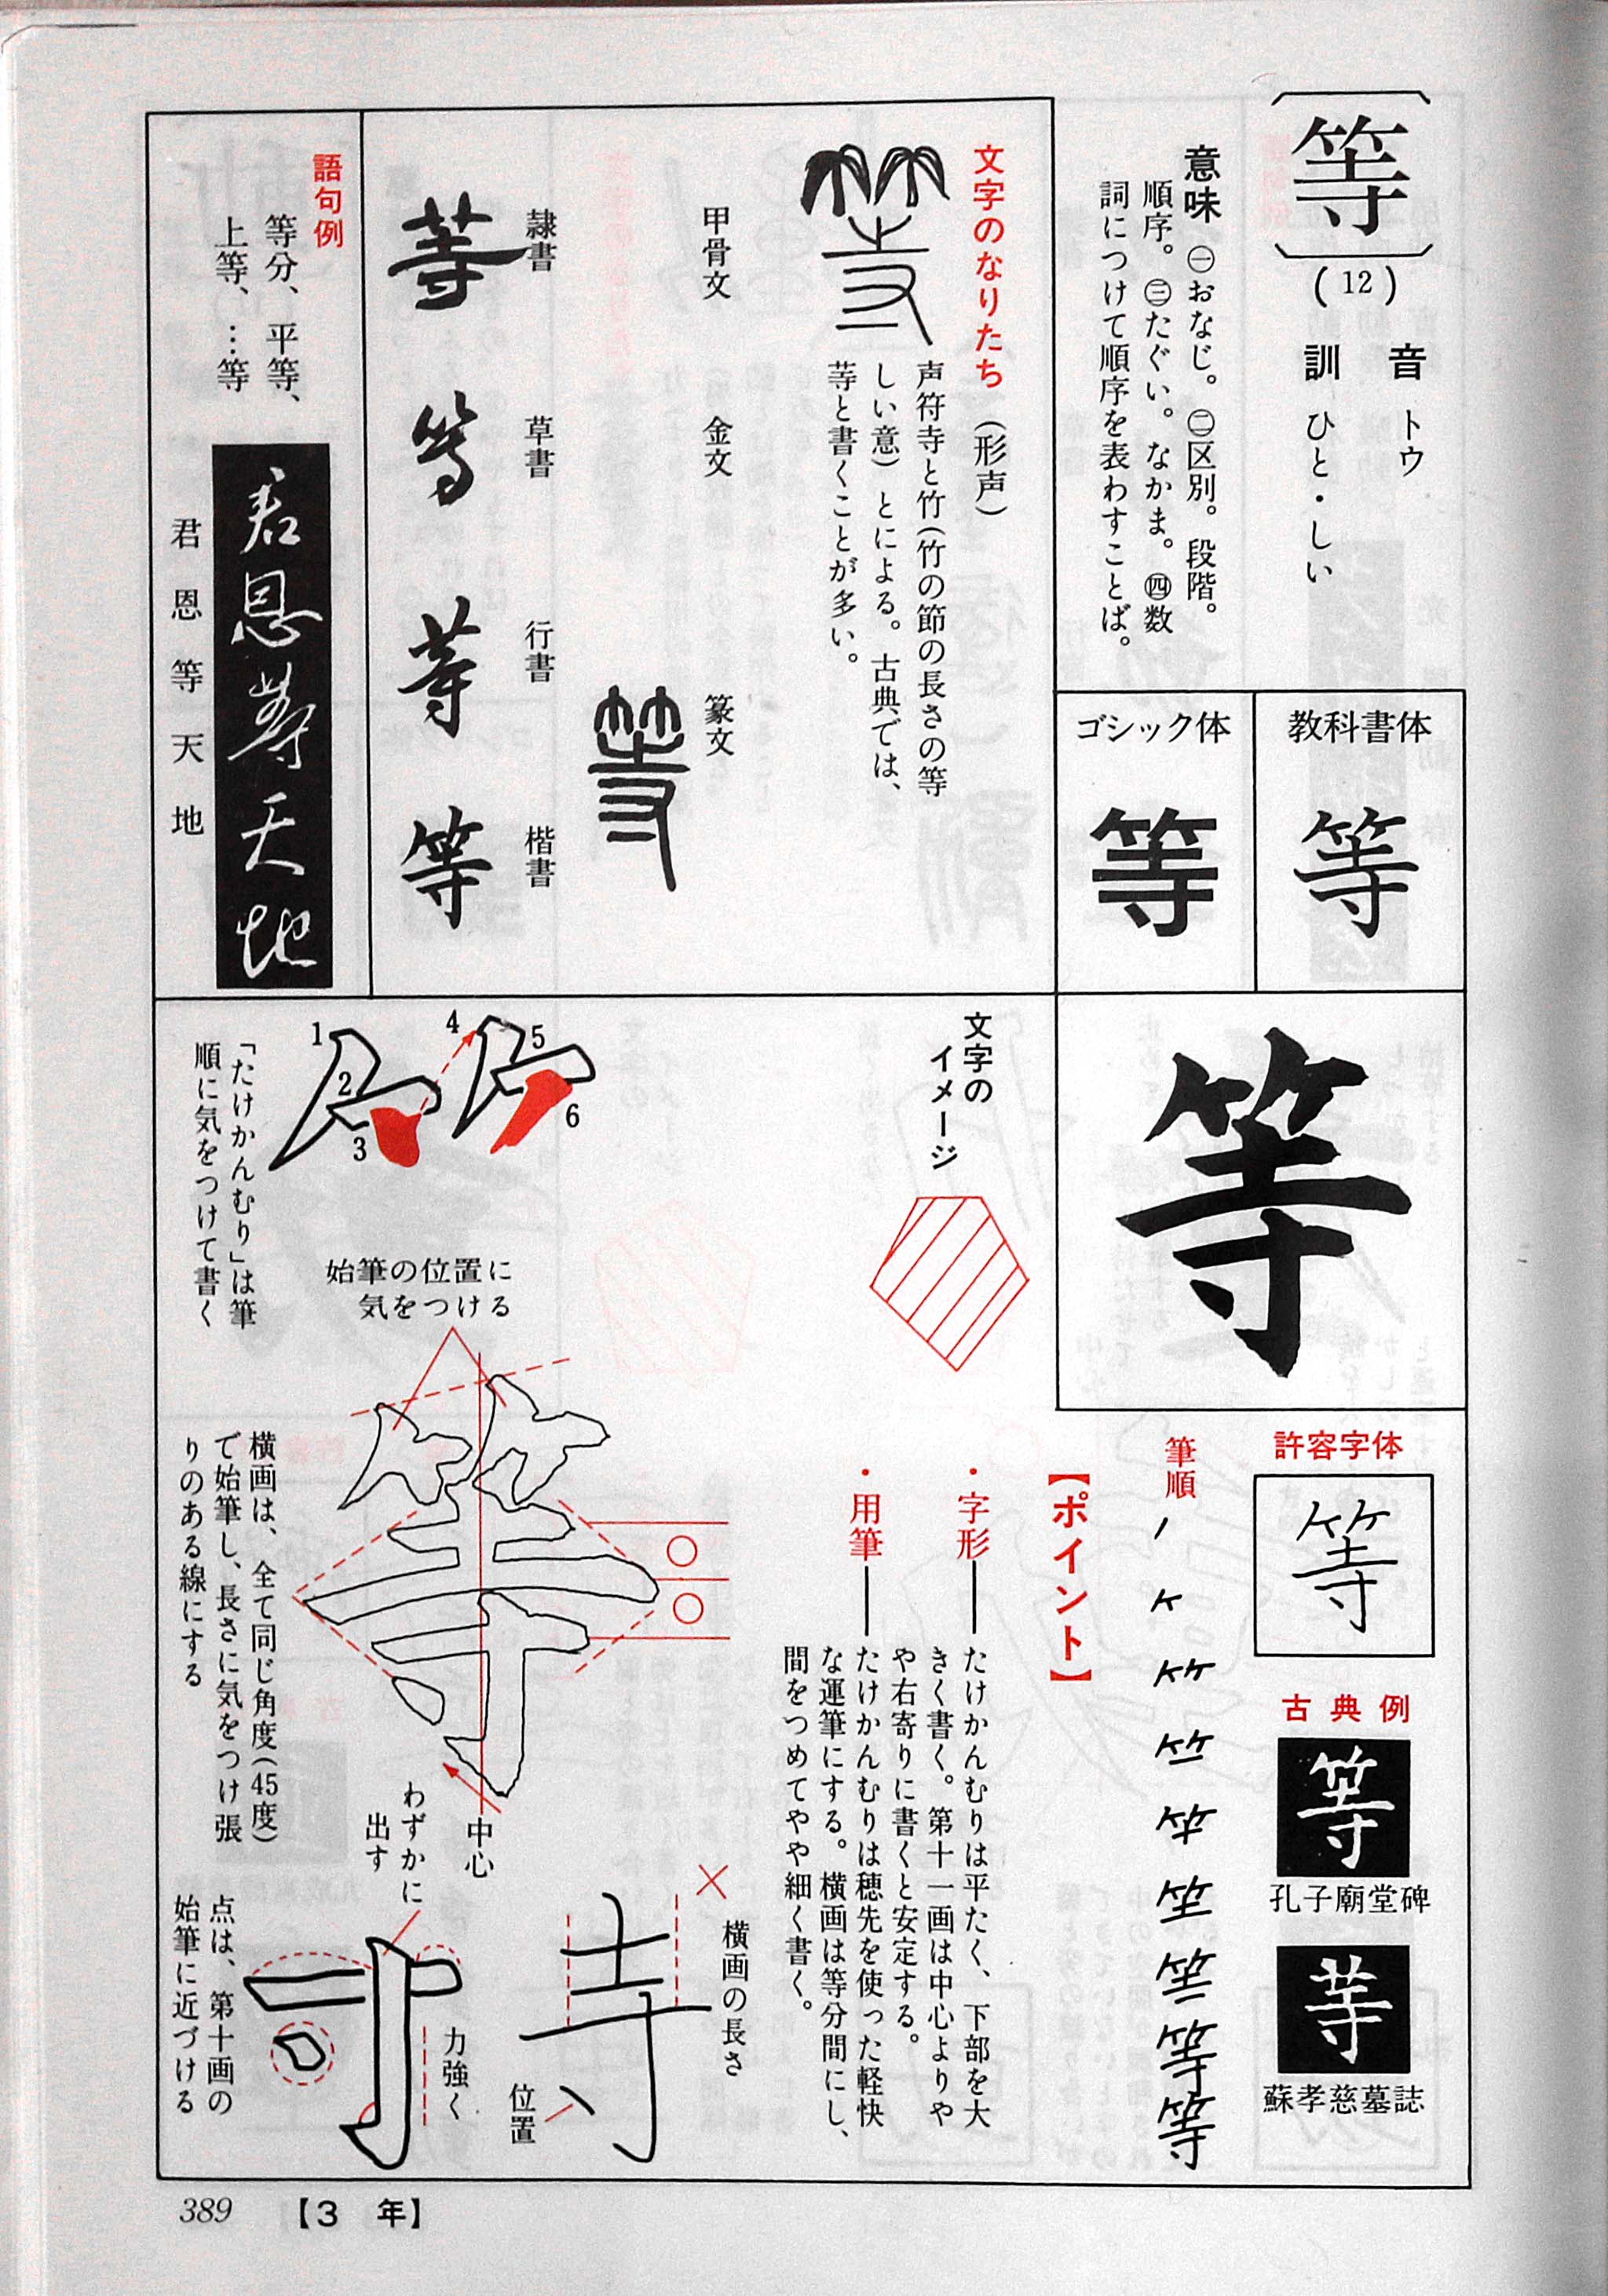 等
(12)
音 トウ
訓 ひと・しい
意味 ㊀おなじ。㊁区別。段階。
順序。㊂たぐい。なかま。㊃数
詞につけて順序を表わすことば。
教科書体
等
ゴシック体
等
文字のなりたち（形声）
声符寺と竹（竹の節の長さの等
しい意）とによる。古典では、
䒭と書くことが多い。
甲骨文
金文
篆文
隷書
草書
行書
楷書
等
語句例
等分、平等、
上等、…等
君恩等天地
君恩等天地
等
許容字体
等
古典例
等
孔子廟堂碑
䒭
蘇孝慈墓誌
筆順
等
【ポイント】
・字形――たけかんむりは平たく、下部を大
きく書く。第十一画は中心よりや
や右寄りに書くと安定する。
・用筆――たけかんむりは穂先を使った軽快
な運筆にする。横画は等分間にし、
間をつめてやや細く書く。
文字の
イメージ
1
2
3
4
5
6
「たけかんむり」は筆
順に気をつけて書く
始筆の位置に
気をつける
横画は、全て同じ角度(45度)
で始筆し、長さに気をつけ張
りのある線にする
中心
わずかに
出す
横画の長さ
位置
力強く
点は、第十画の
始筆に近づける
389 【3 年】